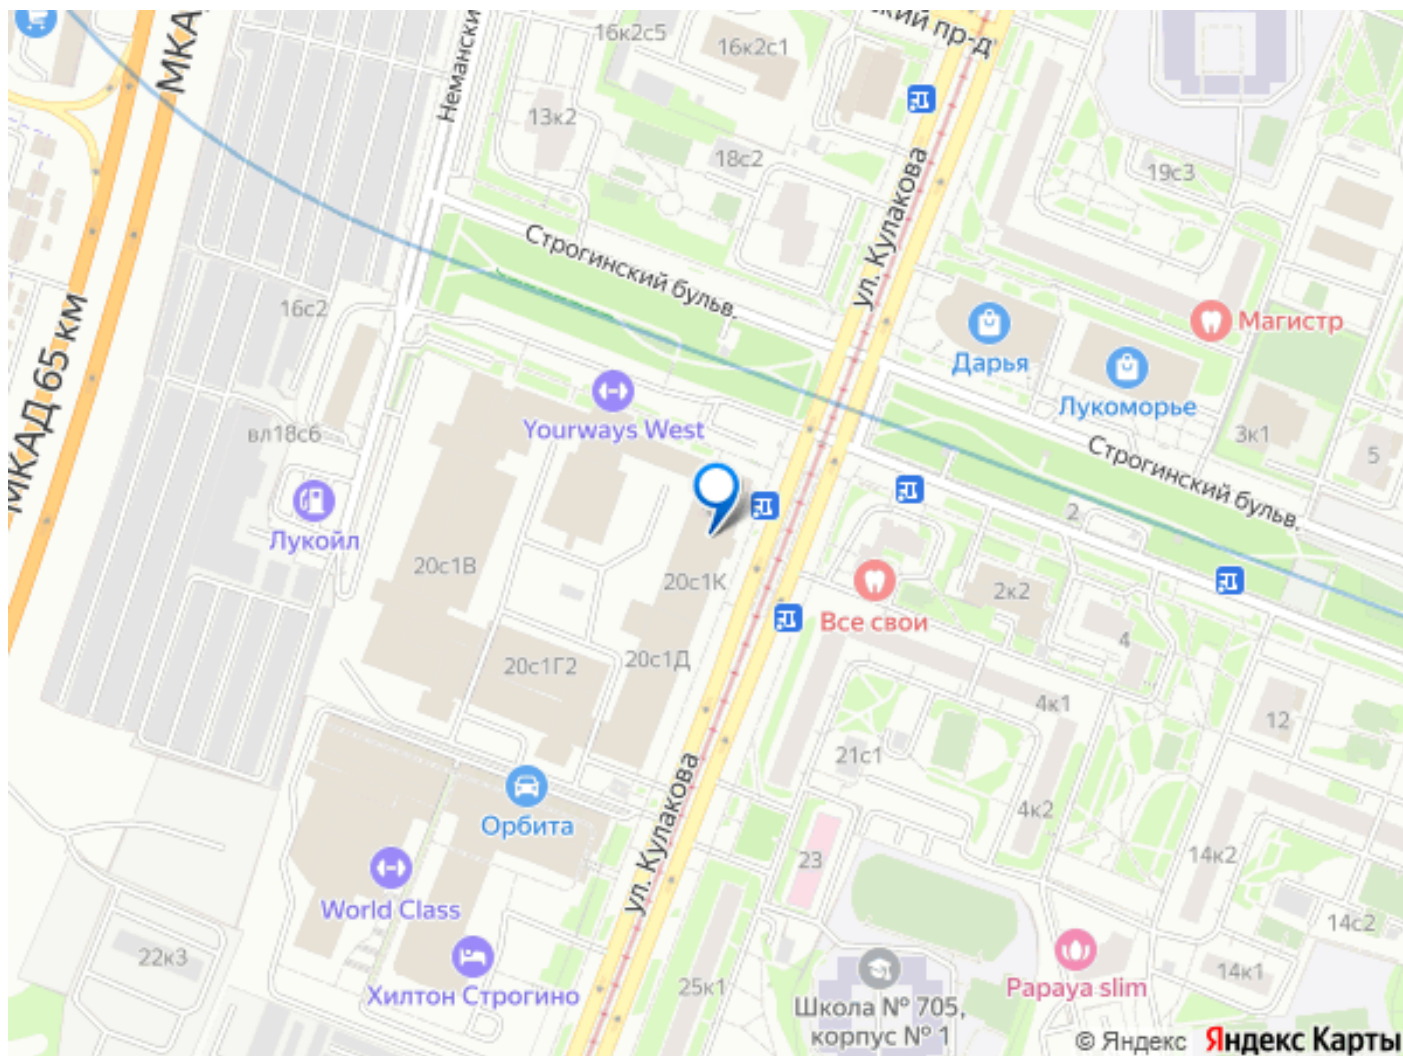 МКА
Немански
16к2с5
16к2с1
ский пр-д
13к2
18с2
19с3
ул. Кулакова
Строгинский бульв.
16с2
МКАД 65 км
Магистр
Дарья
Лукоморье
Yourways West
вл18с6
3к1
5
Строгинский бульв.
2
Лукойл
20с1В
20с1К
Все свои
2к2
4
20с1Г2
20с1Д
4к1
12
21с1
4к2
ул. Кулакова
Орбита
23
14к2
World Class
14с2
22к3
Хилтон Строгино
25к1
Школа № 705,
корпус № 1
Papaya slim
14к1
© Яндекс Яндекс Карты